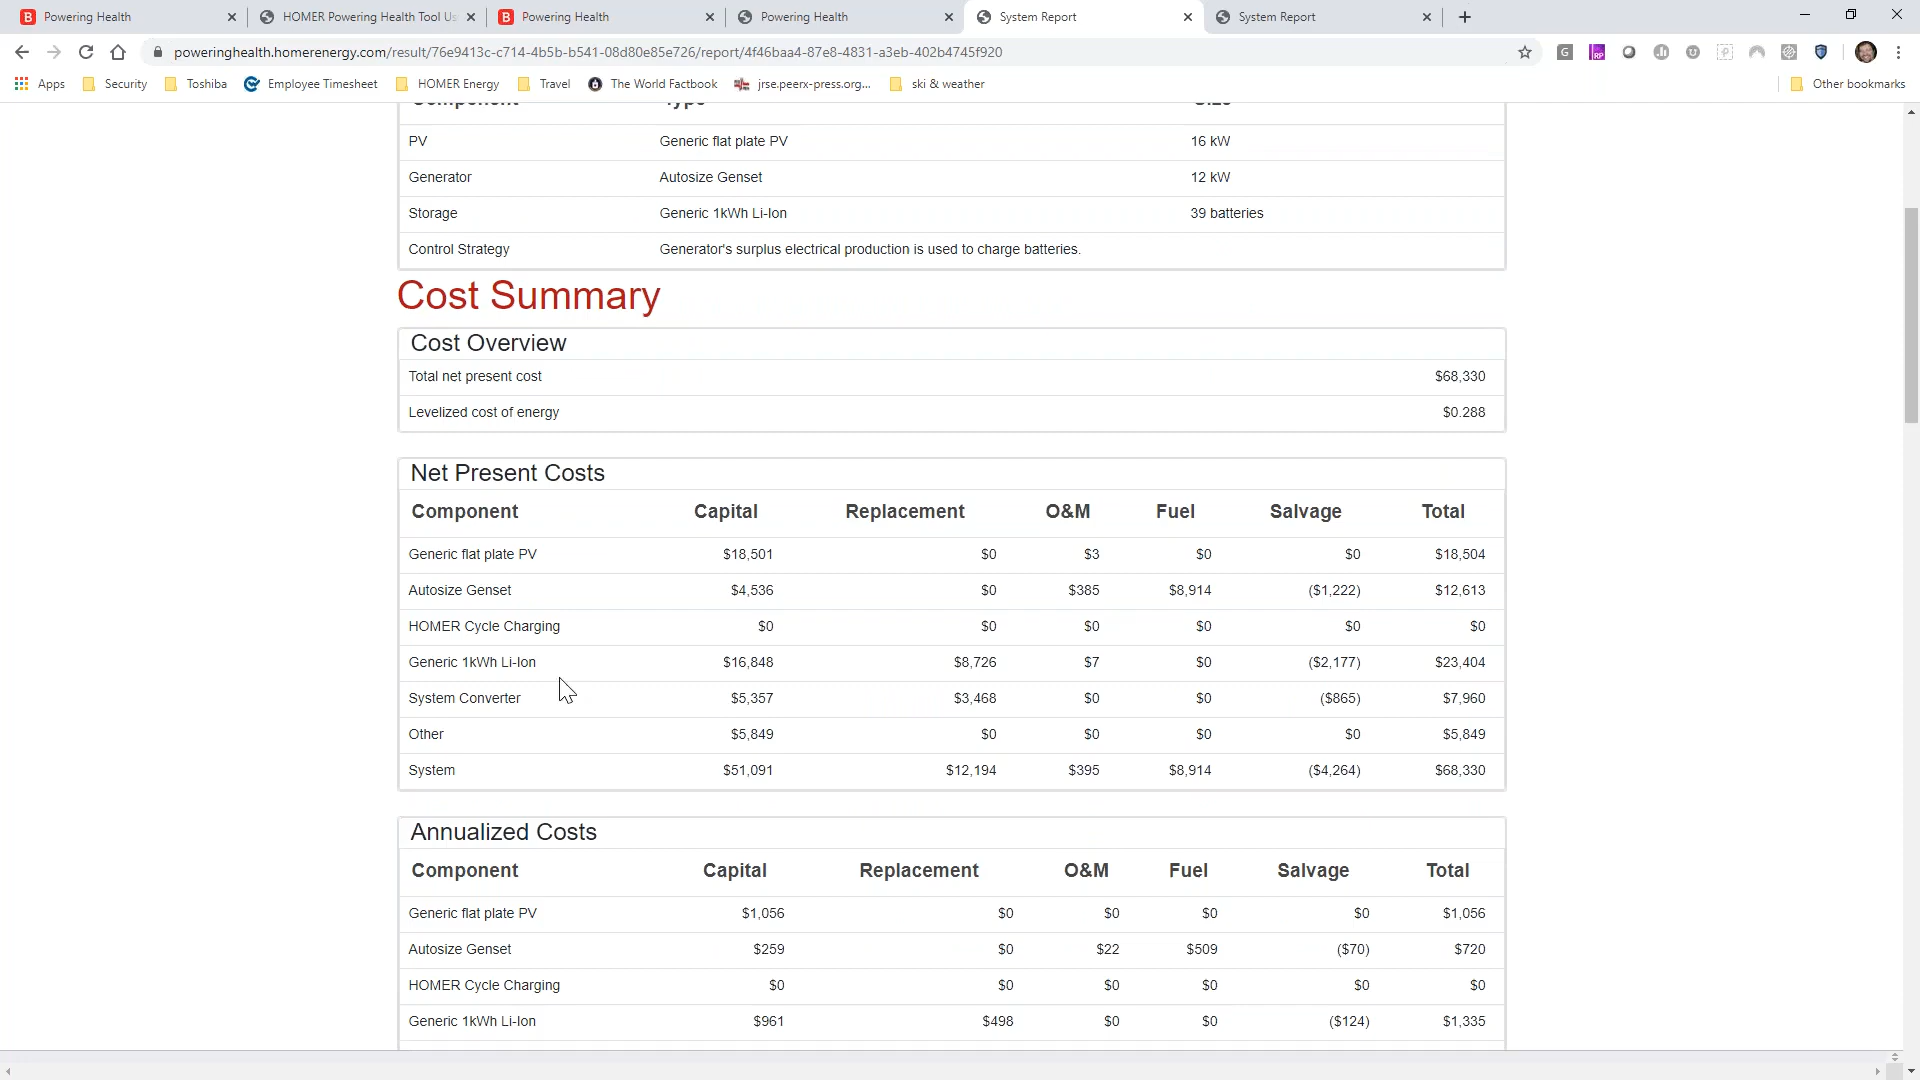 Powering Health
HOMER Powering Health Tool Us
Powering Health
Powering Health
System Report
System Report
poweringhealth.homerenergy.com/result/76e9413c-c714-4b5b-b541-08d80e85e726/report/4f46baa4-87e8-4831-a3eb-402b4745f920
Apps Security Toshiba Employee Timesheet HOMER Energy Travel The World Factbook jrse.peerx-press.org... ski & weather Other bookmarks
Component Type Size
PV Generic flat plate PV 16 kW
Generator Autosize Genset 12 kW
Storage Generic 1kWh Li-Ion 39 batteries
Control Strategy Generator's surplus electrical production is used to charge batteries.
Cost Summary
Cost Overview
Total net present cost $68,330
Levelized cost of energy $0.288
Net Present Costs
Component Capital Replacement O&M Fuel Salvage Total
Generic flat plate PV $18,501 $0 $3 $0 $0 $18,504
Autosize Genset $4,536 $0 $385 $8,914 ($1,222) $12,613
HOMER Cycle Charging $0 $0 $0 $0 $0 $0
Generic 1kWh Li-Ion $16,848 $8,726 $7 $0 ($2,177) $23,404
System Converter $5,357 $3,468 $0 $0 ($865) $7,960
Other $5,849 $0 $0 $0 $0 $5,849
System $51,091 $12,194 $395 $8,914 ($4,264) $68,330
Annualized Costs
Component Capital Replacement O&M Fuel Salvage Total
Generic flat plate PV $1,056 $0 $0 $0 $0 $1,056
Autosize Genset $259 $0 $22 $509 ($70) $720
HOMER Cycle Charging $0 $0 $0 $0 $0 $0
Generic 1kWh Li-Ion $961 $498 $0 $0 ($124) $1,335